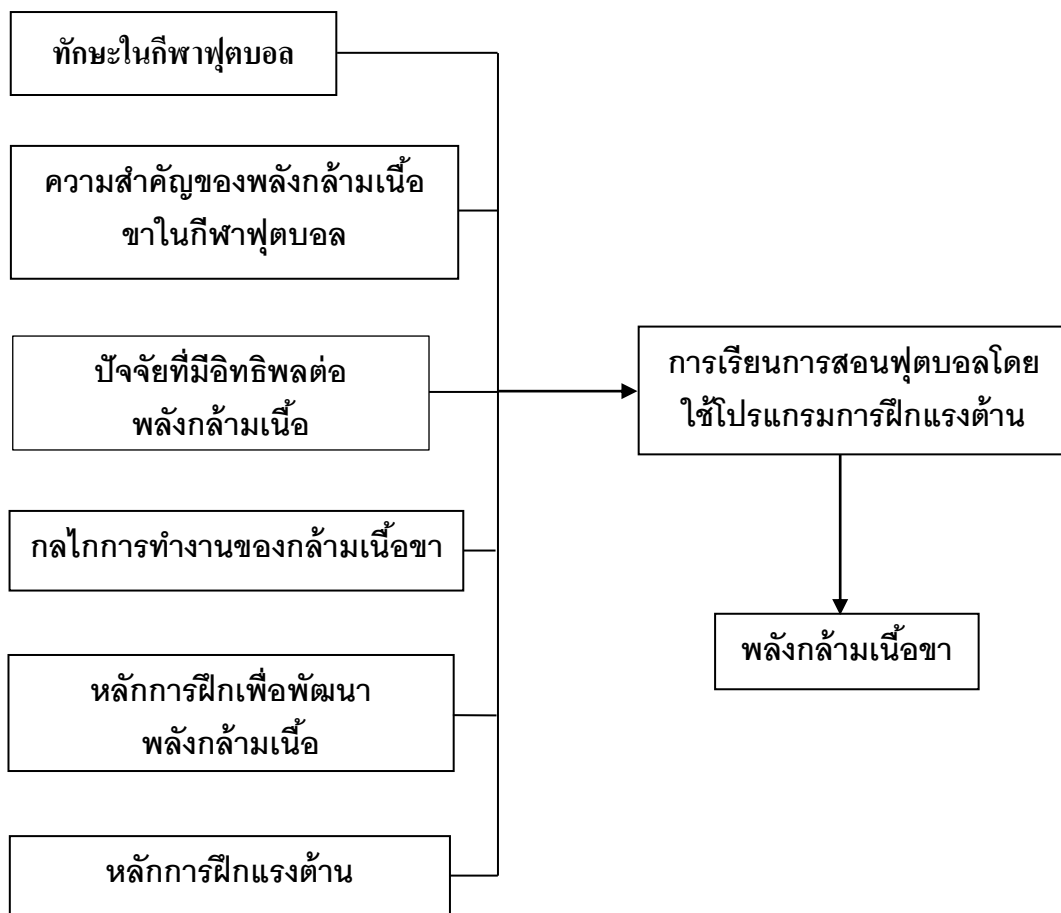 ทักษะในกีฬาฟุตบอล
ความสำคัญของพลังกล้ามเนื้อ
ขาในกีฬาฟุตบอล
ปัจจัยที่มีอิทธิพลต่อ
พลังกล้ามเนื้อ
กลไกการทำงานของกล้ามเนื้อขา
หลักการฝึกเพื่อพัฒนา
พลังกล้ามเนื้อ
หลักการฝึกแรงต้าน
การเรียนการสอนฟุตบอลโดย
ใช้โปรแกรมการฝึกแรงต้าน
พลังกล้ามเนื้อขา